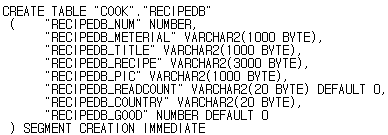 CREATE TABLE "COOK"."RECIPEDB"
( "RECIPEDB_NUM" NUMBER,
"RECIPEDB_METERIAL" VARCHAR2(1000 BYTE),
"RECIPEDB_TITLE" VARCHAR2(1000 BYTE),
"RECIPEDB_RECIPE" VARCHAR2(3000 BYTE),
"RECIPEDB_PIC" VARCHAR2(1000 BYTE),
"RECIPEDB_READCOUNT" VARCHAR2(20 BYTE) DEFAULT 0,
"RECIPEDB_COUNTRY" VARCHAR2(20 BYTE),
"RECIPEDB_GOOD" NUMBER DEFAULT 0
) SEGMENT CREATION IMMEDIATE